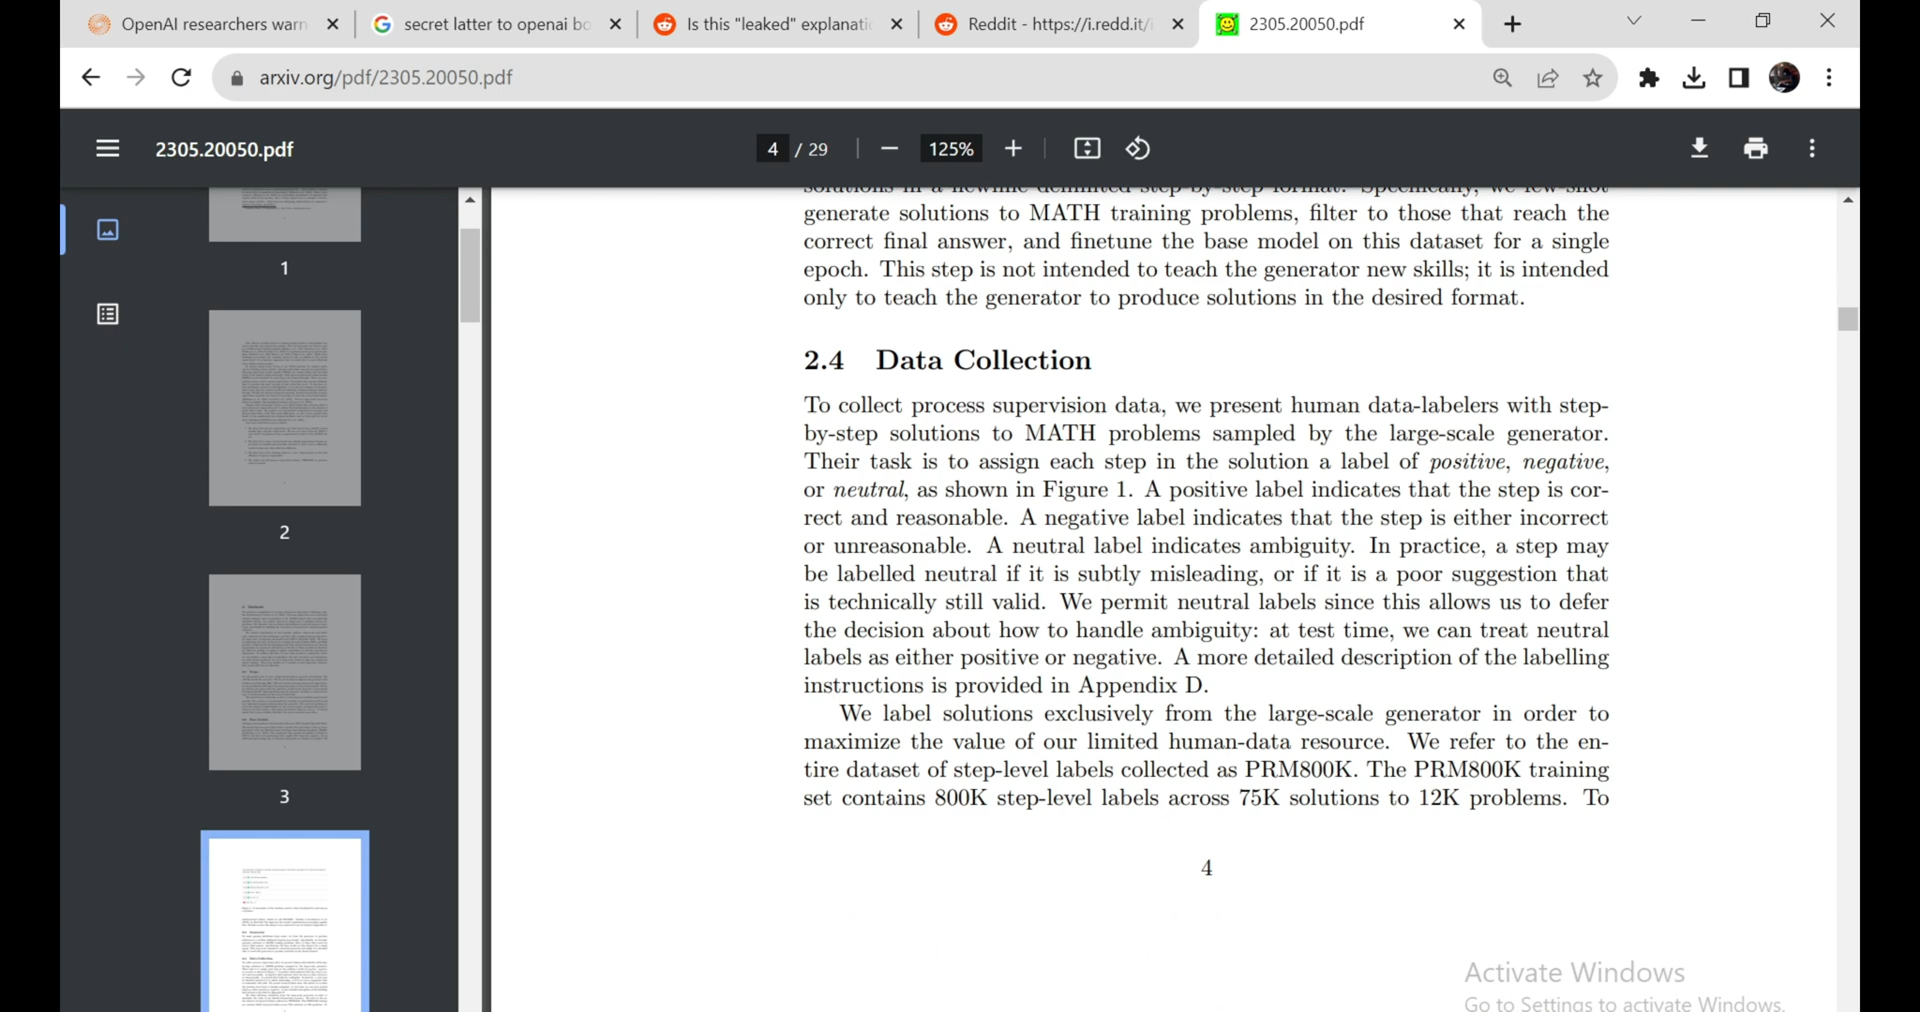 OpenAI researchers warn
secret latter to openai bo
Is this "leaked" explanati
Reddit - https://i.redd.it/i
2305.20050.pdf
arxiv.org/pdf/2305.20050.pdf
2305.20050.pdf
4 / 29
125%
1
2
3
solutions in a newline delimited step-by-step format. Specifically, we few-shot
generate solutions to MATH training problems, filter to those that reach the
correct final answer, and finetune the base model on this dataset for a single
epoch. This step is not intended to teach the generator new skills; it is intended
only to teach the generator to produce solutions in the desired format.
2.4 Data Collection
To collect process supervision data, we present human data-labelers with step-
by-step solutions to MATH problems sampled by the large-scale generator.
Their task is to assign each step in the solution a label of positive, negative,
or neutral, as shown in Figure 1. A positive label indicates that the step is cor-
rect and reasonable. A negative label indicates that the step is either incorrect
or unreasonable. A neutral label indicates ambiguity. In practice, a step may
be labelled neutral if it is subtly misleading, or if it is a poor suggestion that
is technically still valid. We permit neutral labels since this allows us to defer
the decision about how to handle ambiguity: at test time, we can treat neutral
labels as either positive or negative. A more detailed description of the labelling
instructions is provided in Appendix D.
We label solutions exclusively from the large-scale generator in order to
maximize the value of our limited human-data resource. We refer to the en-
tire dataset of step-level labels collected as PRM800K. The PRM800K training
set contains 800K step-level labels across 75K solutions to 12K problems. To
4
Activate Windows
Go to Settings to activate Windows.